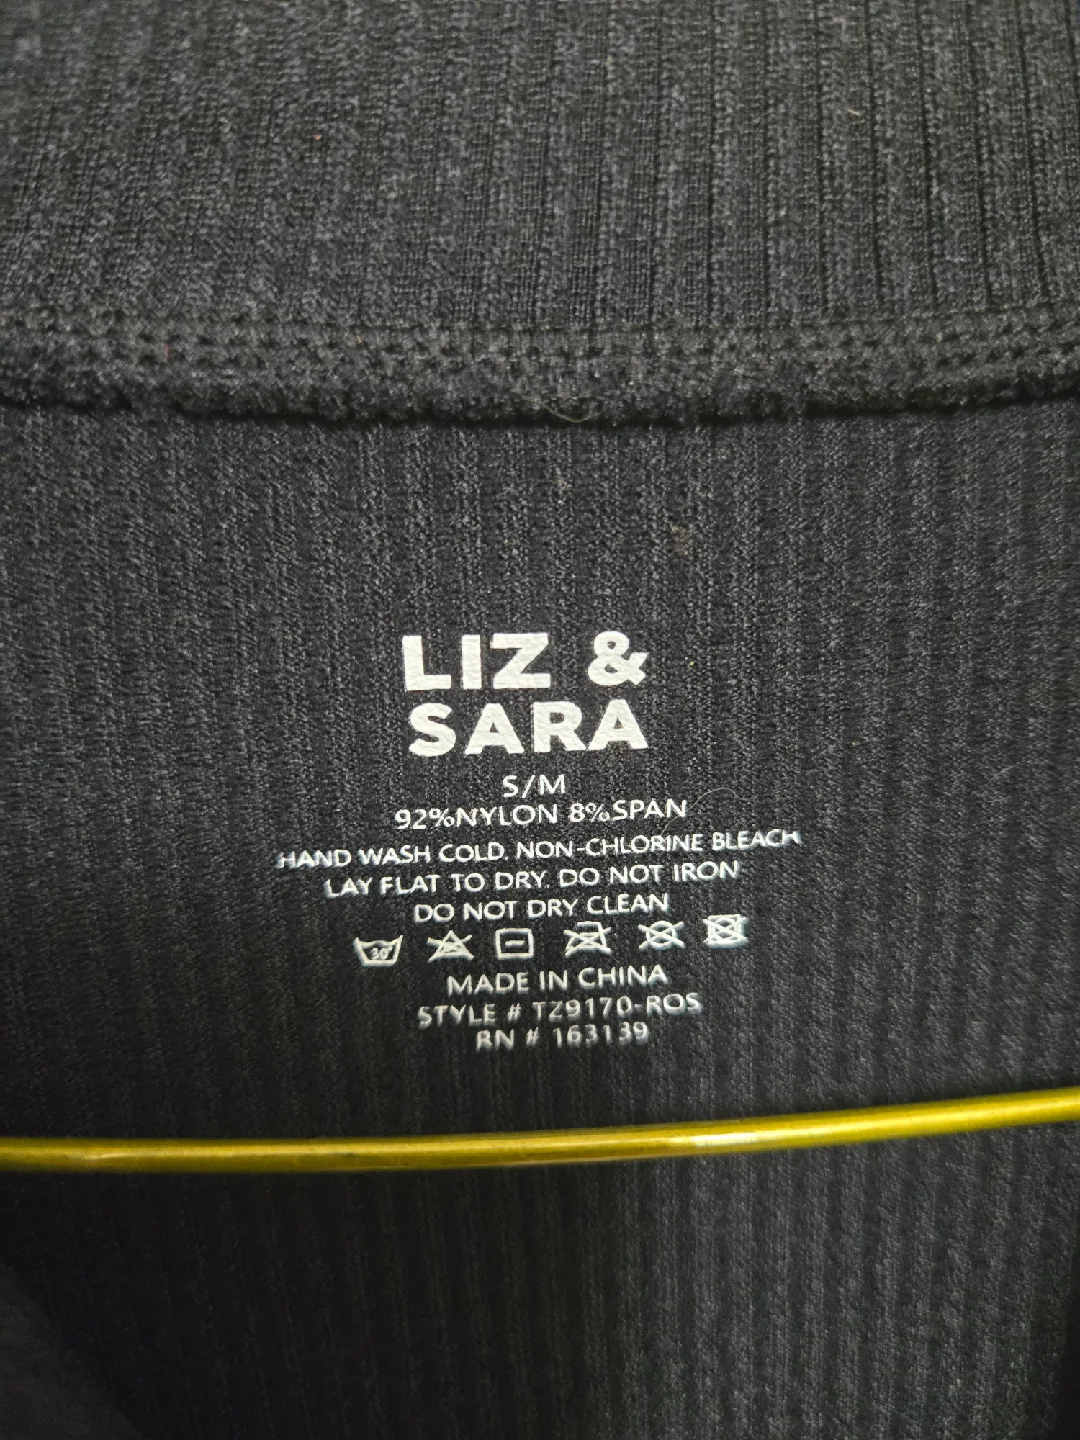 LIZ &
SARA
S/M
92%NYLON 8%SPAN
HAND WASH COLD. NON-CHLORINE BLEACH
LAY FLAT TO DRY. DO NOT IRON
DO NOT DRY CLEAN
30°
MADE IN CHINA
STYLE # TZ9170-ROS
RN # 163139